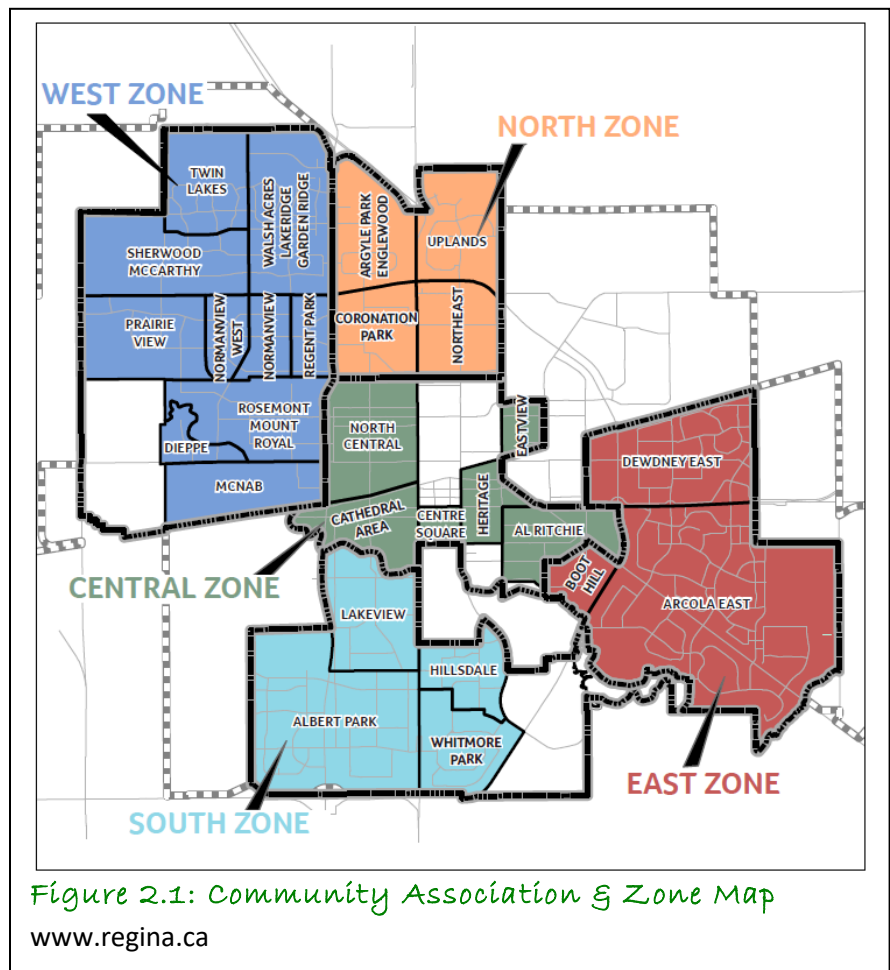 WEST ZONE
NORTH ZONE
TWIN
LAKES
WALSH ACRES
LAKERIDGE
GARDEN RIDGE
ARGYLE PARK
ENGLEWOOD
UPLANDS
SHERWOOD
MCCARTHY
PRAIRIE
VIEW
NORMANVIEW
WEST
NORMANVIEW
REGENT PARK
CORONATION
PARK
NORTHEAST
DIEPPE
ROSEMONT
MOUNT
ROYAL
MCNAB
NORTH
CENTRAL
EASTVIEW
DEWDNEY EAST
CATHEDRAL
AREA
CENTRE
SQUARE
HERITAGE
AL RITCHIE
BOOT
HILL
ARCOLA EAST
CENTRAL ZONE
LAKEVIEW
HILLSDALE
ALBERT PARK
WHITMORE
PARK
EAST ZONE
SOUTH ZONE
Figure 2.1: Community Association & Zone Map
www.regina.ca